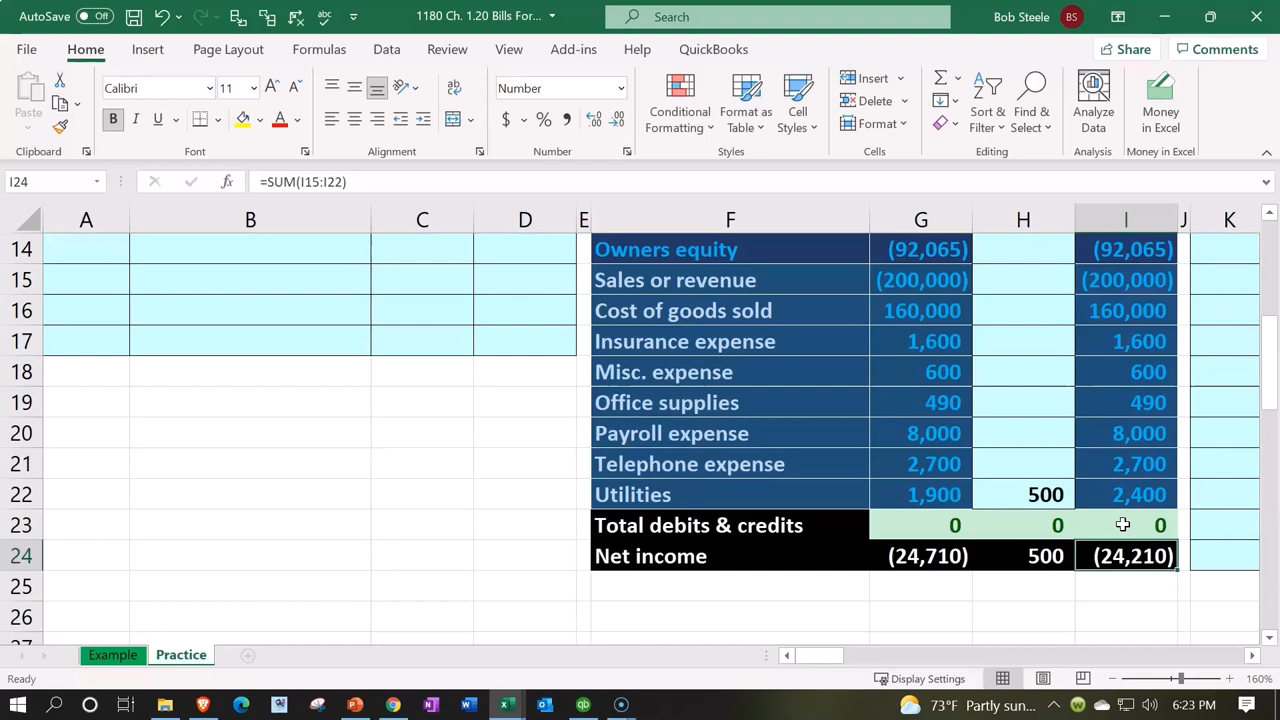 AutoSave Off 1180 Ch. 1.20 Bills For... Search Bob Steele BS
File Home Insert Page Layout Formulas Data Review View Add-ins Help QuickBooks Share Comments
Paste
Calibri 11
B I U
Number
$ % 9
Conditional Formatting
Format as Table
Cell Styles
Insert
Delete
Format
Sort & Filter
Find & Select
Analyze Data
Money in Excel
Clipboard Font Alignment Number Styles Cells Editing Analysis Money in Excel
I24 fx =SUM(I15:I22)
A B C D E F G H I J K
14 Owners equity (92,065) (92,065)
15 Sales or revenue (200,000) (200,000)
16 Cost of goods sold 160,000 160,000
17 Insurance expense 1,600 1,600
18 Misc. expense 600 600
19 Office supplies 490 490
20 Payroll expense 8,000 8,000
21 Telephone expense 2,700 2,700
22 Utilities 1,900 500 2,400
23 Total debits & credits 0 0 0
24 Net income (24,710) 500 (24,210)
25
26
Example Practice
Ready Display Settings 160%
73°F Partly sun... 6:23 PM